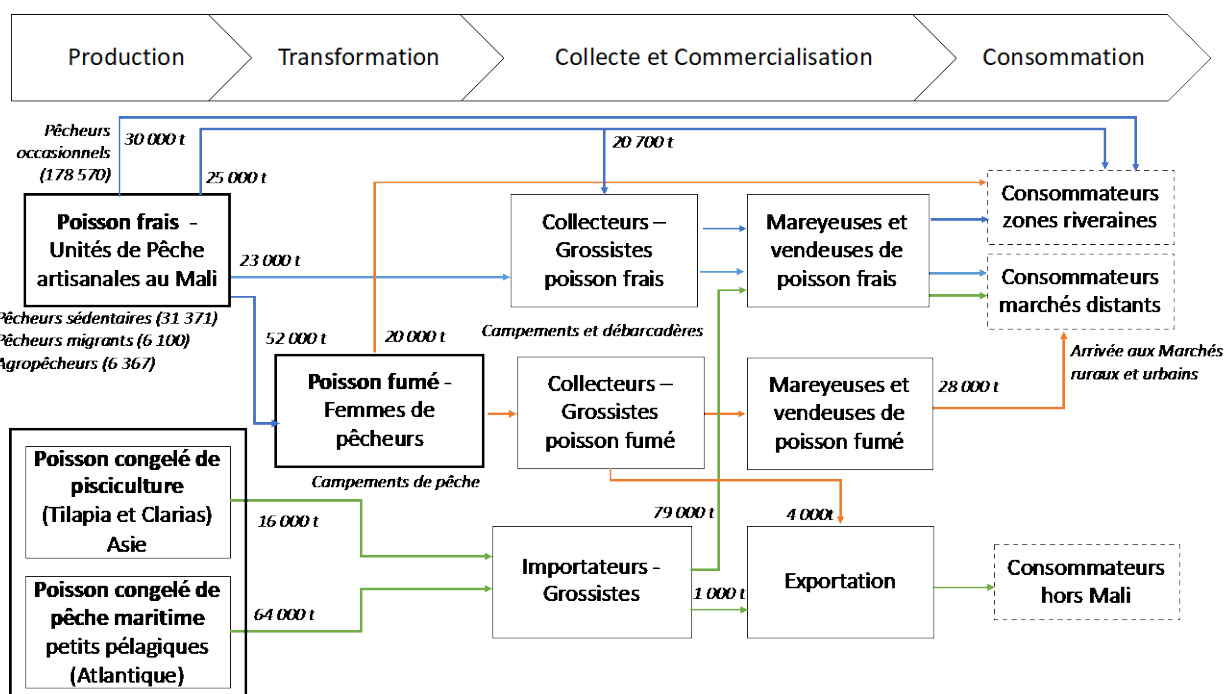 Production
Transformation
Collecte et Commercialisation
Consommation
Pêcheurs
occasionnels
(178 570)
30 000 t
25 000 t
20 700 t
Poisson frais -
Unités de Pêche
artisanales au Mali
23 000 t
Collecteurs –
Grossistes
poisson frais
Mareyeuses et
vendeuses de
poisson frais
Consommateurs
zones riveraines
Consommateurs
marchés distants
Pêcheurs sédentaires (31 371)
Pêcheurs migrants (6 100)
Agropêcheurs (6 367)
52 000 t
20 000 t
Campements et débarcadères
Arrivée aux Marchés
ruraux et urbains
Poisson fumé -
Femmes de
pêcheurs
Collecteurs –
Grossistes
poisson fumé
Mareyeuses et
vendeuses de
poisson fumé
28 000 t
Campements de pêche
Poisson congelé de
pisciculture
(Tilapia et Clarias)
Asie
16 000 t
79 000 t
4 000t
Importateurs -
Grossistes
1 000 t
Exportation
Consommateurs
hors Mali
Poisson congelé de
pêche maritime
petits pélagiques
(Atlantique)
64 000 t